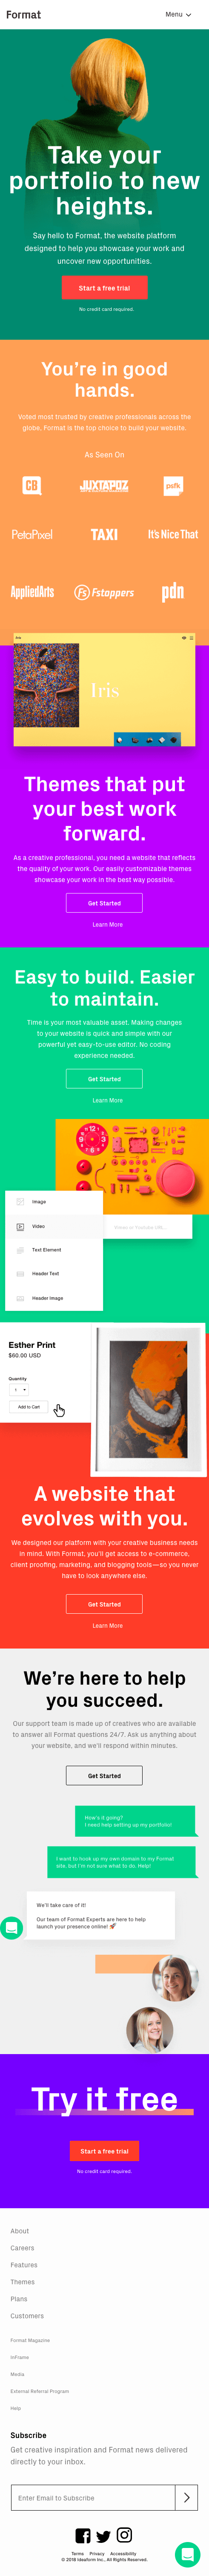 Format
Menu
Take your
portfolio to new
heights.
Say hello to Format, the website platform
designed to help you showcase your work and
uncover new opportunities.
Start a free trial
No credit card required.
You're in good
hands.
Voted most trusted by creative professionals across the
globe, Format is the top choice to build your website.
As Seen On
CB
JUXTAPOZ
psfk
PetaPixel
TAXI
It's Nice That
AppliedArts
Fs Fstoppers
pdn
Iris
Themes that put
your best work
forward.
As a creative professional, you need a website that reflects
the quality of your work. Our easily customizable themes
showcase your work in the best way possible.
Get Started
Learn More
Easy to build. Easier
to maintain.
Time is your most valuable asset. Making changes
to your website is quick and simple with our
powerful yet easy-to-use editor. No coding
experience needed.
Get Started
Learn More
Image
Video
Text Element
Header Text
Header Image
Esther Print
$60.00 USD
Quantity
1
Add to Cart
A website that
evolves with you.
We designed our platform with your creative business needs
in mind. With Format, you'll get access to e-commerce,
client proofing, marketing, and blogging tools—so you never
have to look anywhere else.
Get Started
Learn More
We're here to help
you succeed.
Our support team is made up of creatives who are available
to answer all Format questions 24/7. Ask us anything about
your website, and we'll respond within minutes.
Get Started
How's it going?
I need help setting up my portfolio!
I want to hook up my own domain to my Format
site, but I'm not sure what to do. Help!
We'll take care of it!
Our team of Format Experts are here to help
launch your presence online! 🚀
Try it free
Start a free trial
No credit card required.
About
Careers
Features
Themes
Plans
Customers
Format Magazine
InFrame
Media
External Referral Program
Help
Subscribe
Get creative inspiration and Format news delivered
directly to your inbox.
Enter Email to Subscribe
Terms Privacy Accessibility
© 2018 Ideaform Inc., All Rights Reserved.